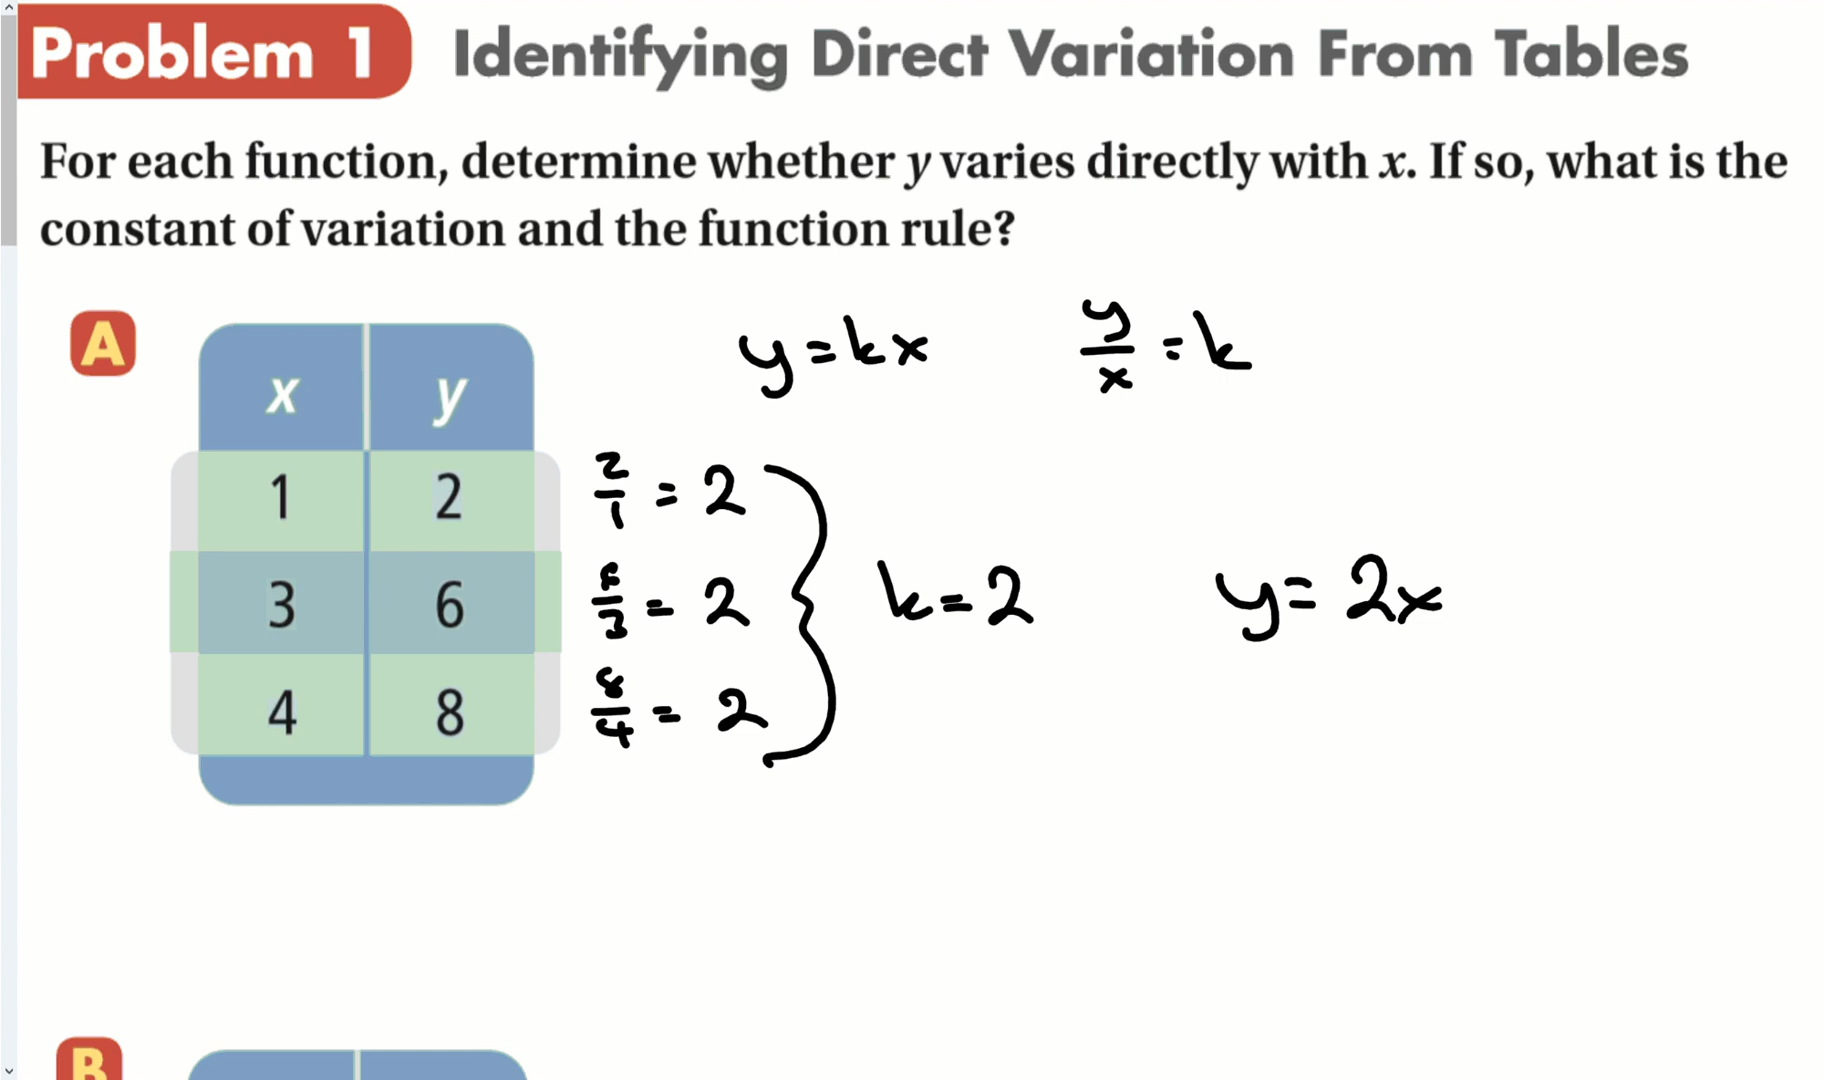 Problem 1 Identifying Direct Variation From Tables
For each function, determine whether y varies directly with x. If so, what is the
constant of variation and the function rule?
A
y = kx
y/x = k
x y
1 2
2/1 = 2
3 6
6/3 = 2
k = 2
y = 2x
4 8
8/4 = 2
B